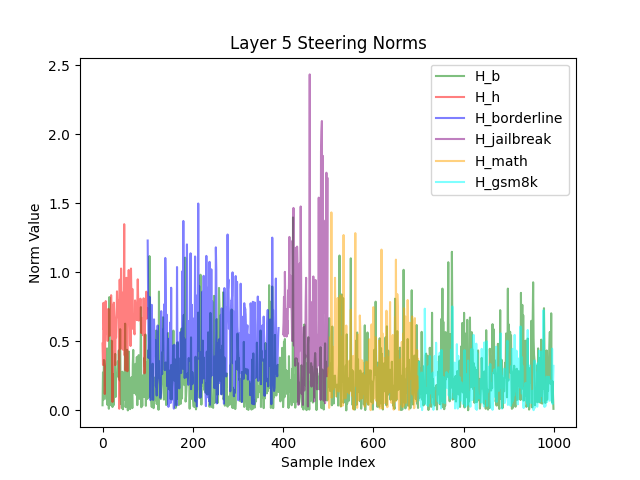 Layer 5 Steering Norms
2.5
2.0
1.5
1.0
0.5
0.0
Norm Value
H_b
H_h
H_borderline
H_jailbreak
H_math
H_gsm8k
0 200 400 600 800 1000
Sample Index